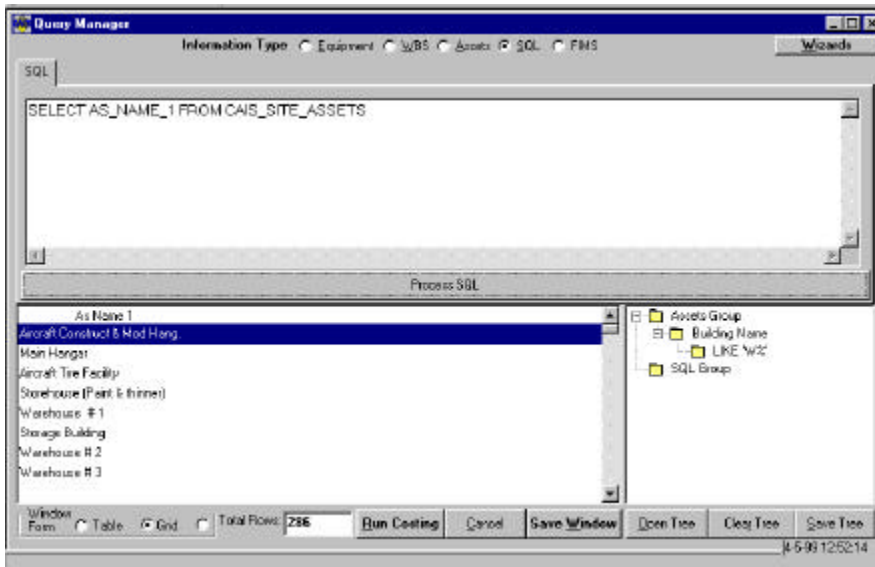 Query Manager
Information Type Equipment WBS Assets SQL FIMS Wizards
SQL
SELECT AS_NAME_1 FROM CAIS_SITE_ASSETS
Process SQL
As Name 1
Aircraft Construct & Mod Hang.
Main Hangar
Aircraft Tire Facility
Storehouse (Paint & thinner)
Warehouse # 1
Storage Building
Warehouse # 2
Warehouse # 3
Assets Group
Building Name
LIKE 'W%'
SQL Group
Window
Form Table Grid Total Rows: 286 Run Costing Cancel Save Window Open Tree Clear Tree Save Tree
4-5-99 12:52:14